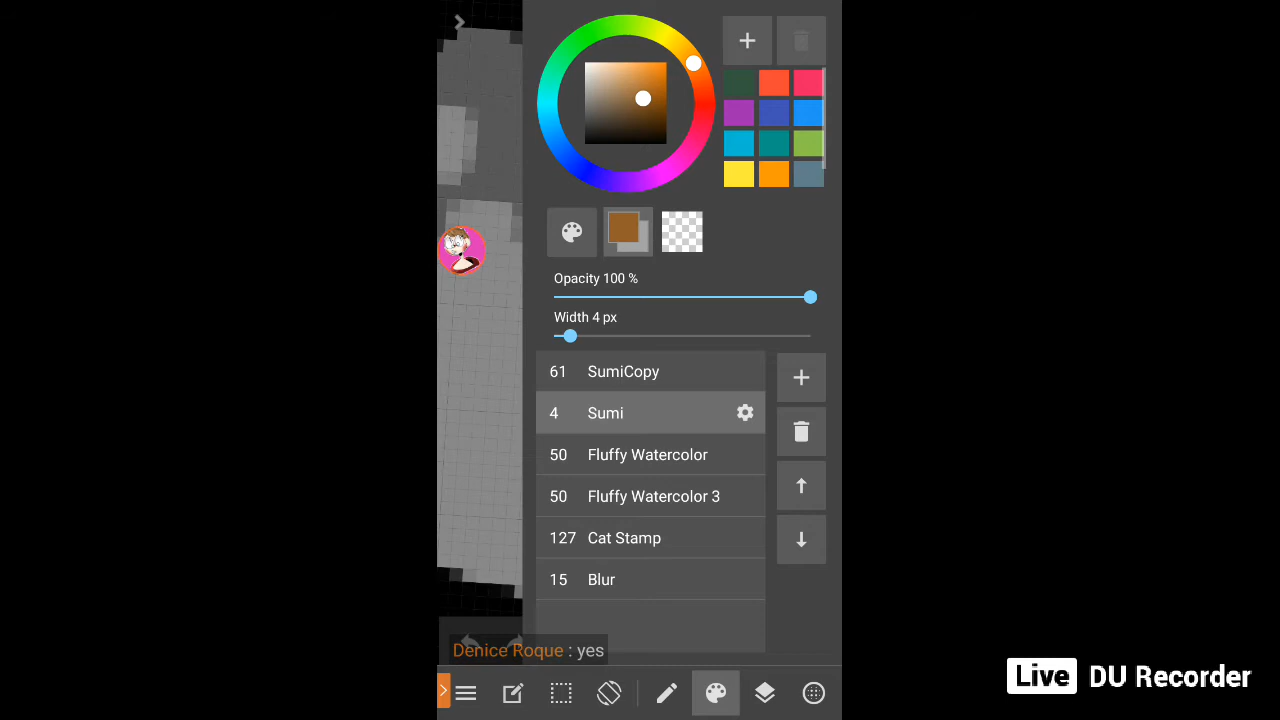 Opacity 100 %
Width 4 px
61 SumiCopy
4 Sumi
50 Fluffy Watercolor
50 Fluffy Watercolor 3
127 Cat Stamp
15 Blur
Denice Roque : yes
Live DU Recorder